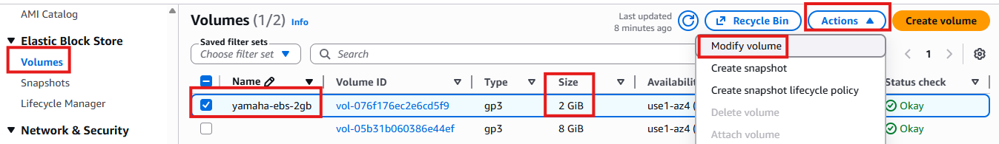 AMI Catalog
Elastic Block Store
Volumes
Snapshots
Lifecycle Manager
Network & Security
Volumes (1/2) Info
Last updated
8 minutes ago
Recycle Bin
Actions
Create volume
Saved filter sets
Choose filter set
Search
1
Modify volume
Create snapshot
Create snapshot lifecycle policy
Delete volume
Attach volume
Name Volume ID Type Size Availabili Status check
yamaha-ebs-2gb vol-076f176ec2e6cd5f9 gp3 2 GiB use1-az4 ( Okay
vol-05b31b060386e44ef gp3 8 GiB use1-az4 ( Okay